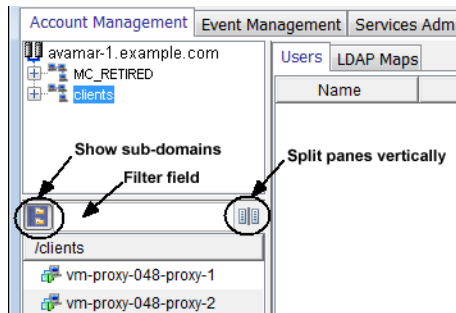 Account Management Event Management Services Adm
avamar-1.example.com
MC_RETIRED
clients
Users LDAP Maps
Name
Show sub-domains
Filter field
Split panes vertically
/clients
vm-proxy-048-proxy-1
vm-proxy-048-proxy-2